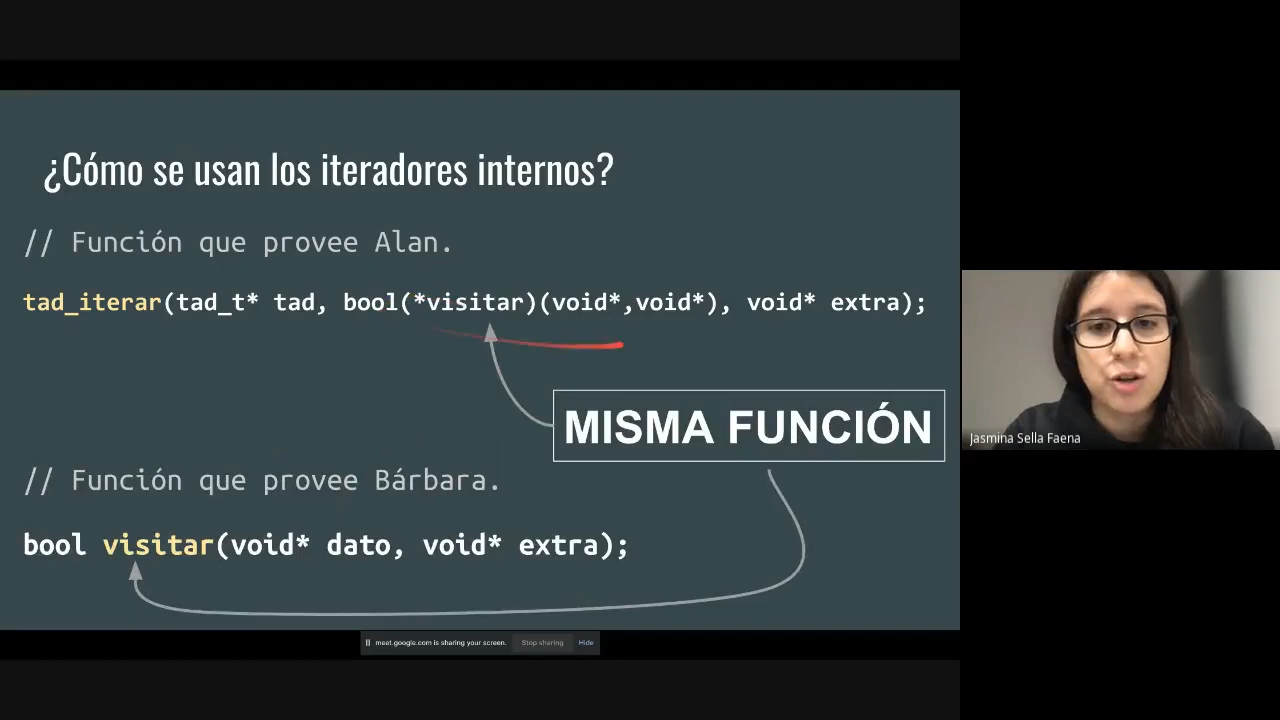 ¿Cómo se usan los iteradores internos?
// Función que provee Alan.
tad_iterar(tad_t* tad, bool(*visitar)(void*,void*), void* extra);
MISMA FUNCIÓN
Jasmina Sella Faena
// Función que provee Bárbara.
bool visitar(void* dato, void* extra);
meet.google.com is sharing your screen. Stop sharing Hide